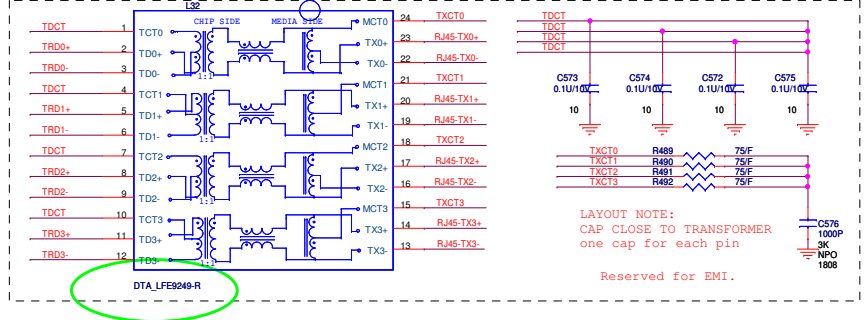 L32
CHIP SIDE MEDIA SIDE
TDCT 1 TCT0 MCT0 24 TXCT0
TRD0+ 2 TD0+ TX0+ 23 RJ45-TX0+
TRD0- 3 TD0- TX0- 22 RJ45-TX0-
1:1
TDCT 4 TCT1 MCT1 21 TXCT1
TRD1+ 5 TD1+ TX1+ 20 RJ45-TX1+
TRD1- 6 TD1- TX1- 19 RJ45-TX1-
1:1
TDCT 7 TCT2 MCT2 18 TXCT2
TRD2+ 8 TD2+ TX2+ 17 RJ45-TX2+
TRD2- 9 TD2- TX2- 16 RJ45-TX2-
1:1
TDCT 10 TCT3 MCT3 15 TXCT3
TRD3+ 11 TD3+ TX3+ 14 RJ45-TX3+
TRD3- 12 TD3- TX3- 13 RJ45-TX3-
1:1
DTA_LFE9249-R
TDCT
TDCT
TDCT
TDCT
C573 C574 C572 C575
0.1U/10V 0.1U/10V 0.1U/10V 0.1U/10V
10 10 10 10
TXCT0 R489 75/F
TXCT1 R490 75/F
TXCT2 R491 75/F
TXCT3 R492 75/F
LAYOUT NOTE:
CAP CLOSE TO TRANSFORMER
one cap for each pin
Reserved for EMI.
C576
1000P
3K
NPO
1808